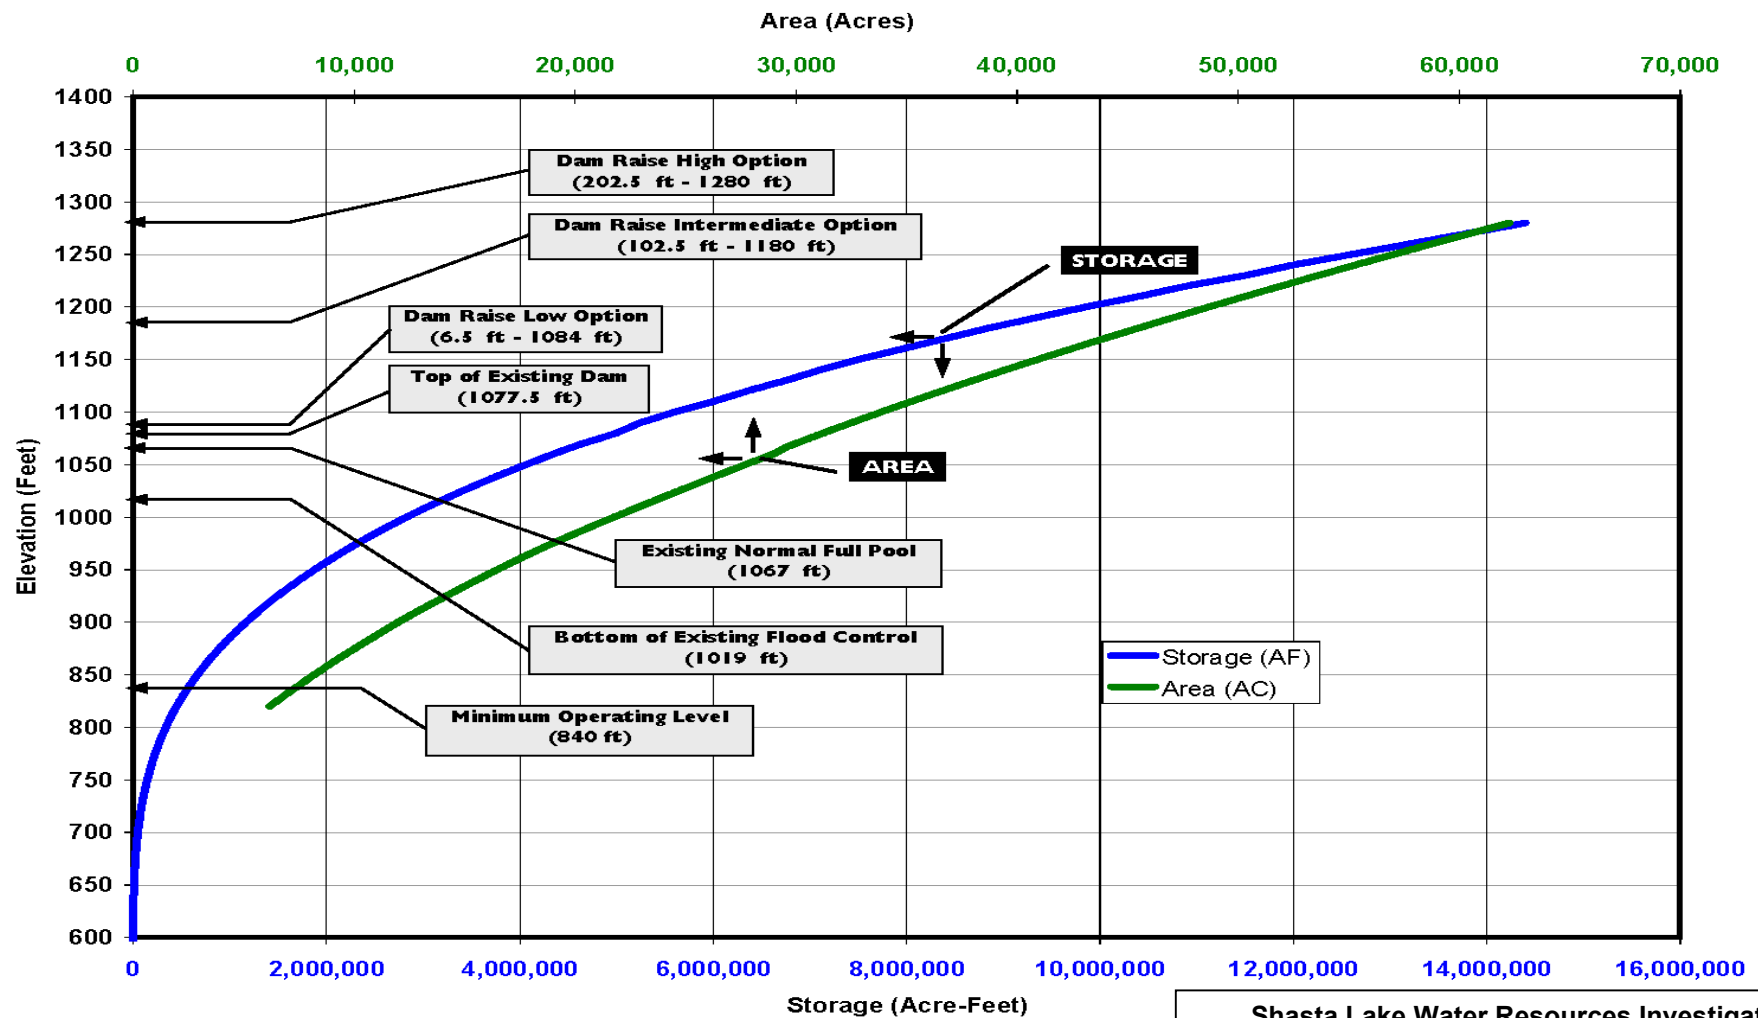 Area (Acres)
0 10,000 20,000 30,000 40,000 50,000 60,000 70,000
1400
1350
1300
1250
1200
1150
1100
1050
1000
950
900
850
800
750
700
650
600
Elevation (Feet)
Dam Raise High Option
(202.5 ft - 1280 ft)
Dam Raise Intermediate Option
(102.5 ft - 1180 ft)
STORAGE
Dam Raise Low Option
(6.5 ft - 1084 ft)
Top of Existing Dam
(1077.5 ft)
AREA
Existing Normal Full Pool
(1067 ft)
Bottom of Existing Flood Control
(1019 ft)
Storage (AF)
Area (AC)
Minimum Operating Level
(840 ft)
0 2,000,000 4,000,000 6,000,000 8,000,000 10,000,000 12,000,000 14,000,000 16,000,000
Storage (Acre-Feet)
Shasta Lake Water Resources Investigat